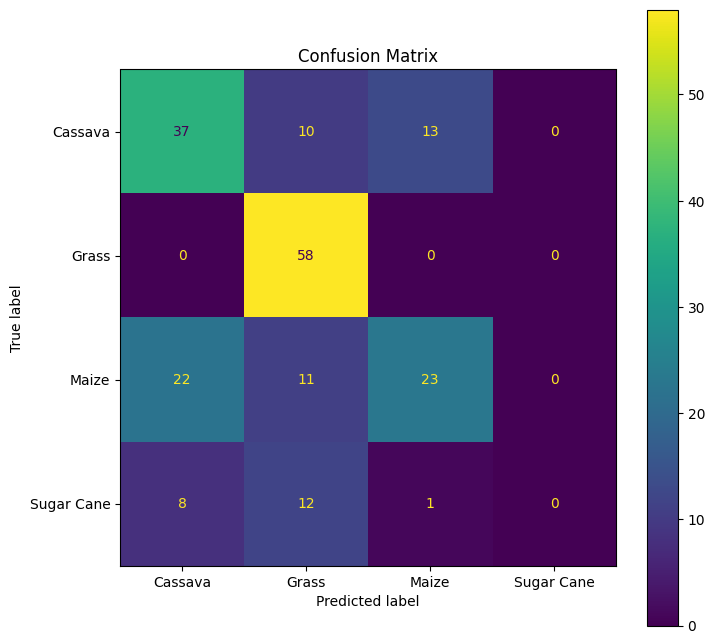 Confusion Matrix
True label
Cassava 37 10 13 0
Grass 0 58 0 0
Maize 22 11 23 0
Sugar Cane 8 12 1 0
Cassava Grass Maize Sugar Cane
Predicted label
50
40
30
20
10
0